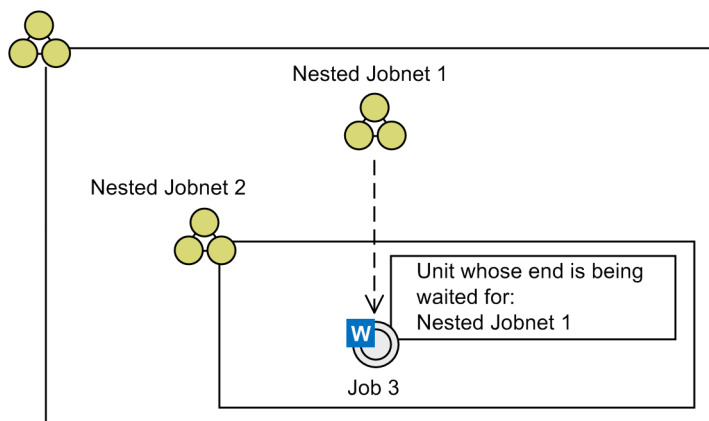 Nested Jobnet 1
Nested Jobnet 2
Unit whose end is being
waited for:
Nested Jobnet 1
W
Job 3